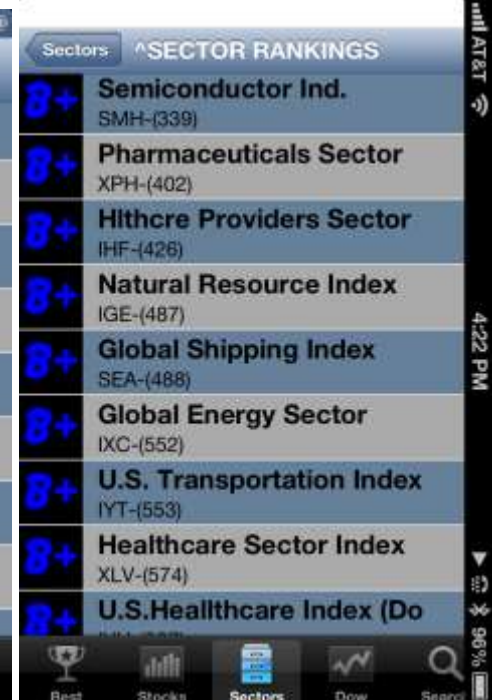 Sectors ^SECTOR RANKINGS
8+ Semiconductor Ind.
SMH-(339)
8+ Pharmaceuticals Sector
XPH-(402)
8+ Hlthcre Providers Sector
IHF-(426)
8+ Natural Resource Index
IGE-(487)
8+ Global Shipping Index
SEA-(488)
8+ Global Energy Sector
IXC-(552)
8+ U.S. Transportation Index
IYT-(553)
8+ Healthcare Sector Index
XLV-(574)
8+ U.S.Heallthcare Index (Do
Best Stocks Sectors Dow Search
AT&T
4:22 PM
96%